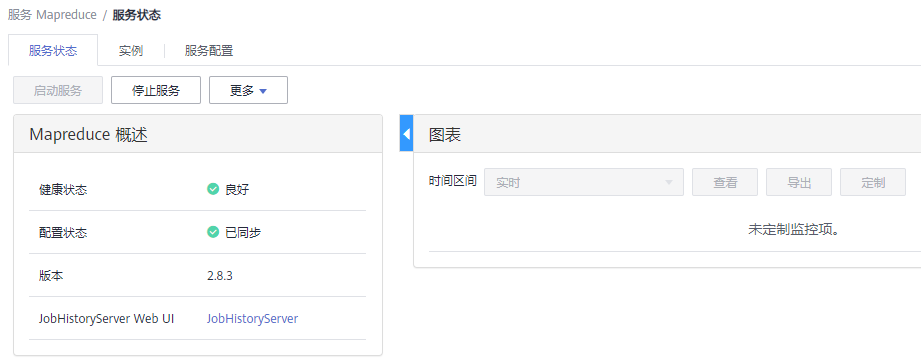 服务 Mapreduce / 服务状态
服务状态 实例 服务配置
启动服务 停止服务 更多
Mapreduce 概述
健康状态 良好
配置状态 已同步
版本 2.8.3
JobHistoryServer Web UI JobHistoryServer
图表
时间区间 实时 查看 导出 定制
未定制监控项。